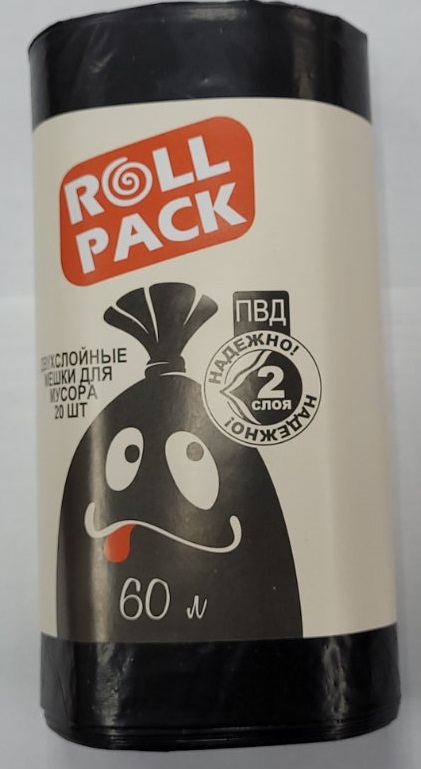 ROLL
PACK
ПВД
НАДЕЖНО!
2
СЛОЯ
НАДЕЖНО!
ДВУХСЛОЙНЫЕ
МЕШКИ ДЛЯ
МУСОРА
20 ШТ
60 л